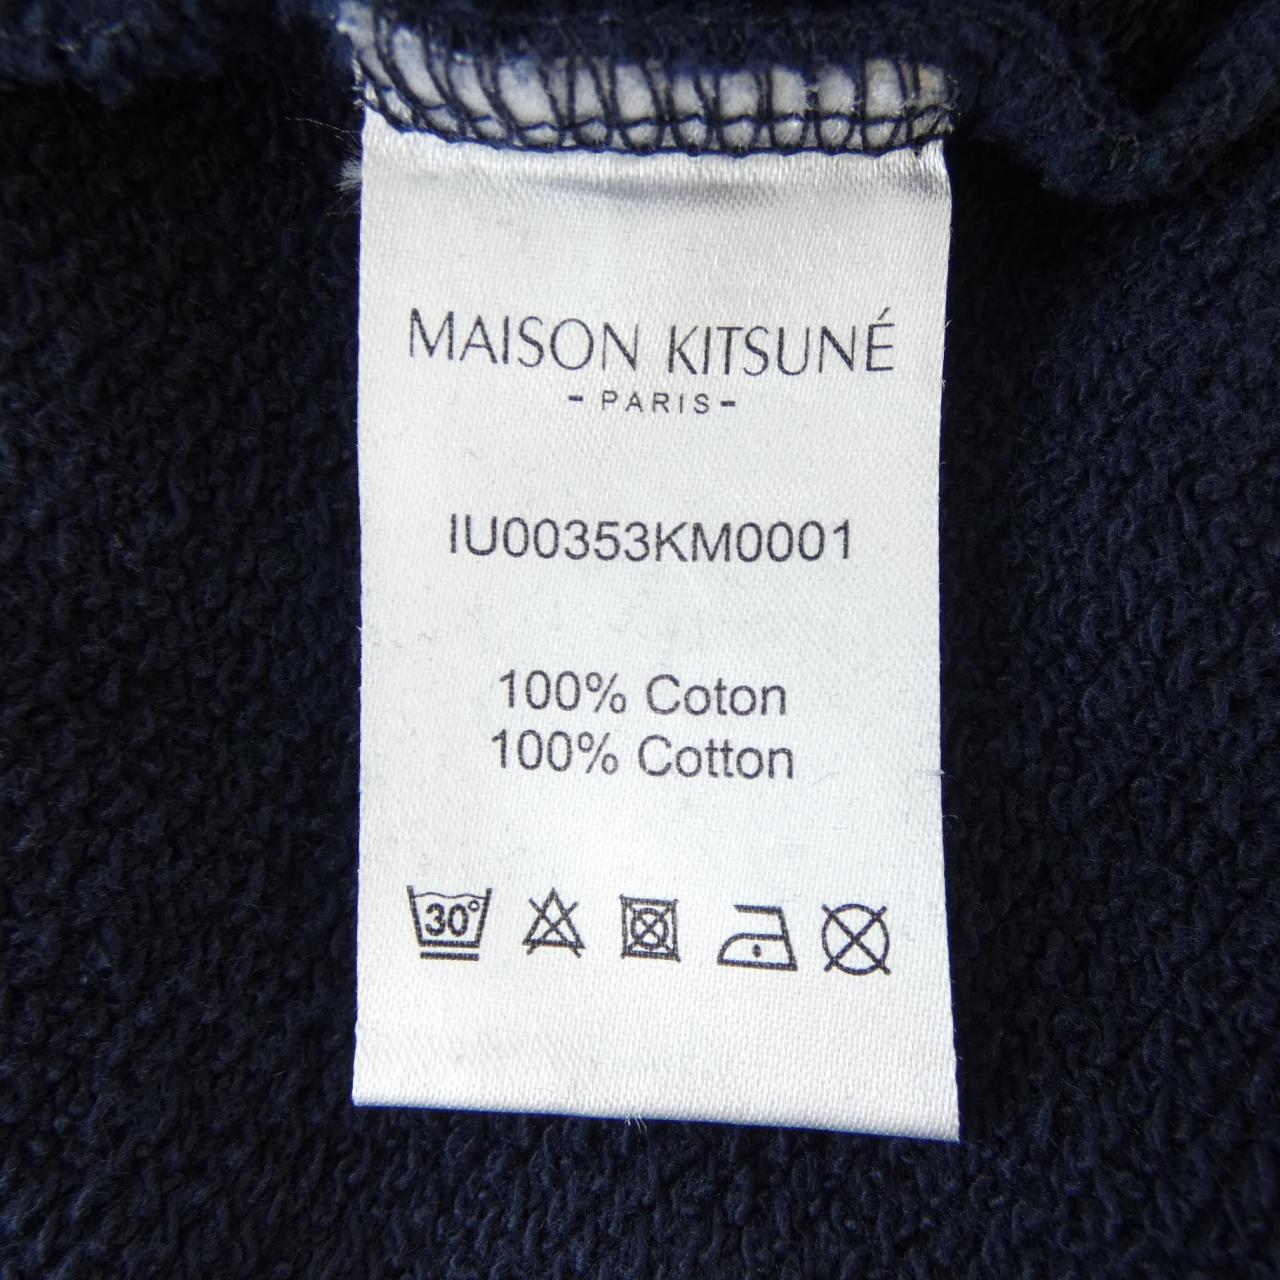 MAISON KITSUNÉ
- PARIS -
IU00353KM0001
100% Coton
100% Cotton
30°